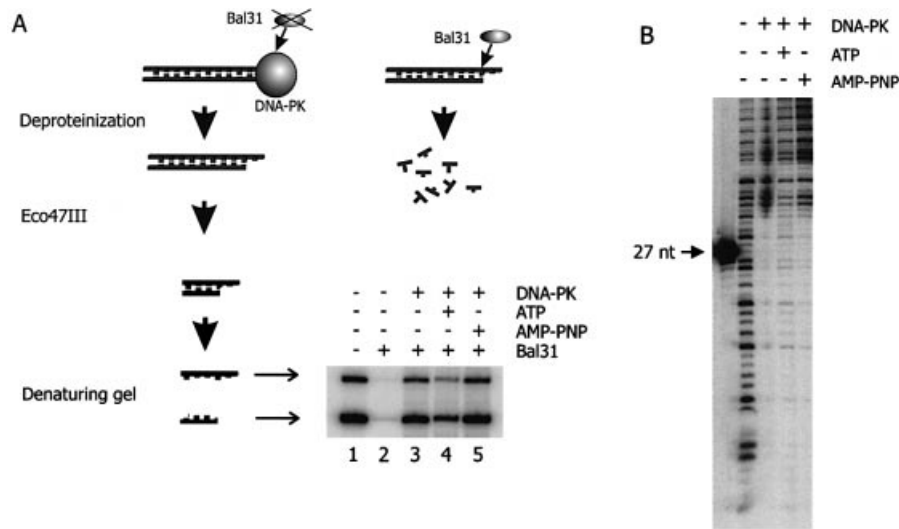 A
Bal31
DNA-PK
Bal31
Deproteinization
Eco47III
- - + + + DNA-PK
- - - + - ATP
- - - - + AMP-PNP
- + + + + Bal31
Denaturing gel
1 2 3 4 5
B
- + + + DNA-PK
- - + - ATP
- - - + AMP-PNP
27 nt